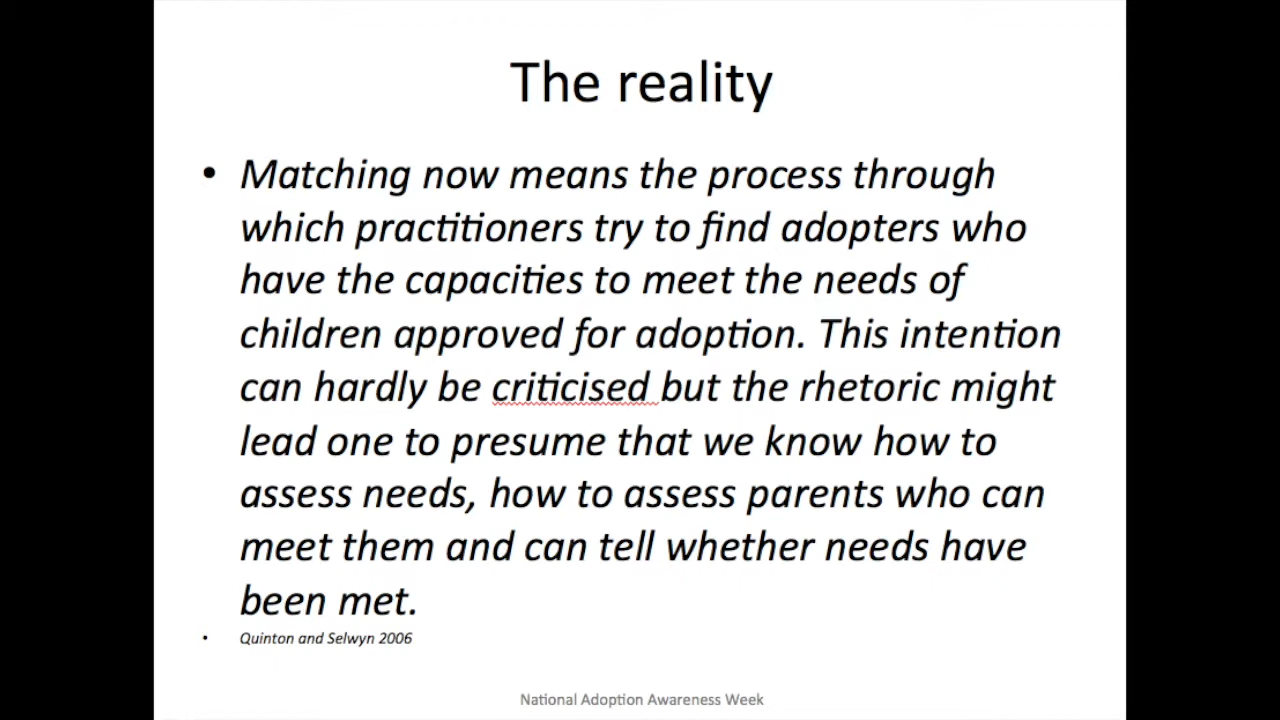 The reality
• Matching now means the process through
which practitioners try to find adopters who
have the capacities to meet the needs of
children approved for adoption. This intention
can hardly be criticised but the rhetoric might
lead one to presume that we know how to
assess needs, how to assess parents who can
meet them and can tell whether needs have
been met.
• Quinton and Selwyn 2006
National Adoption Awareness Week